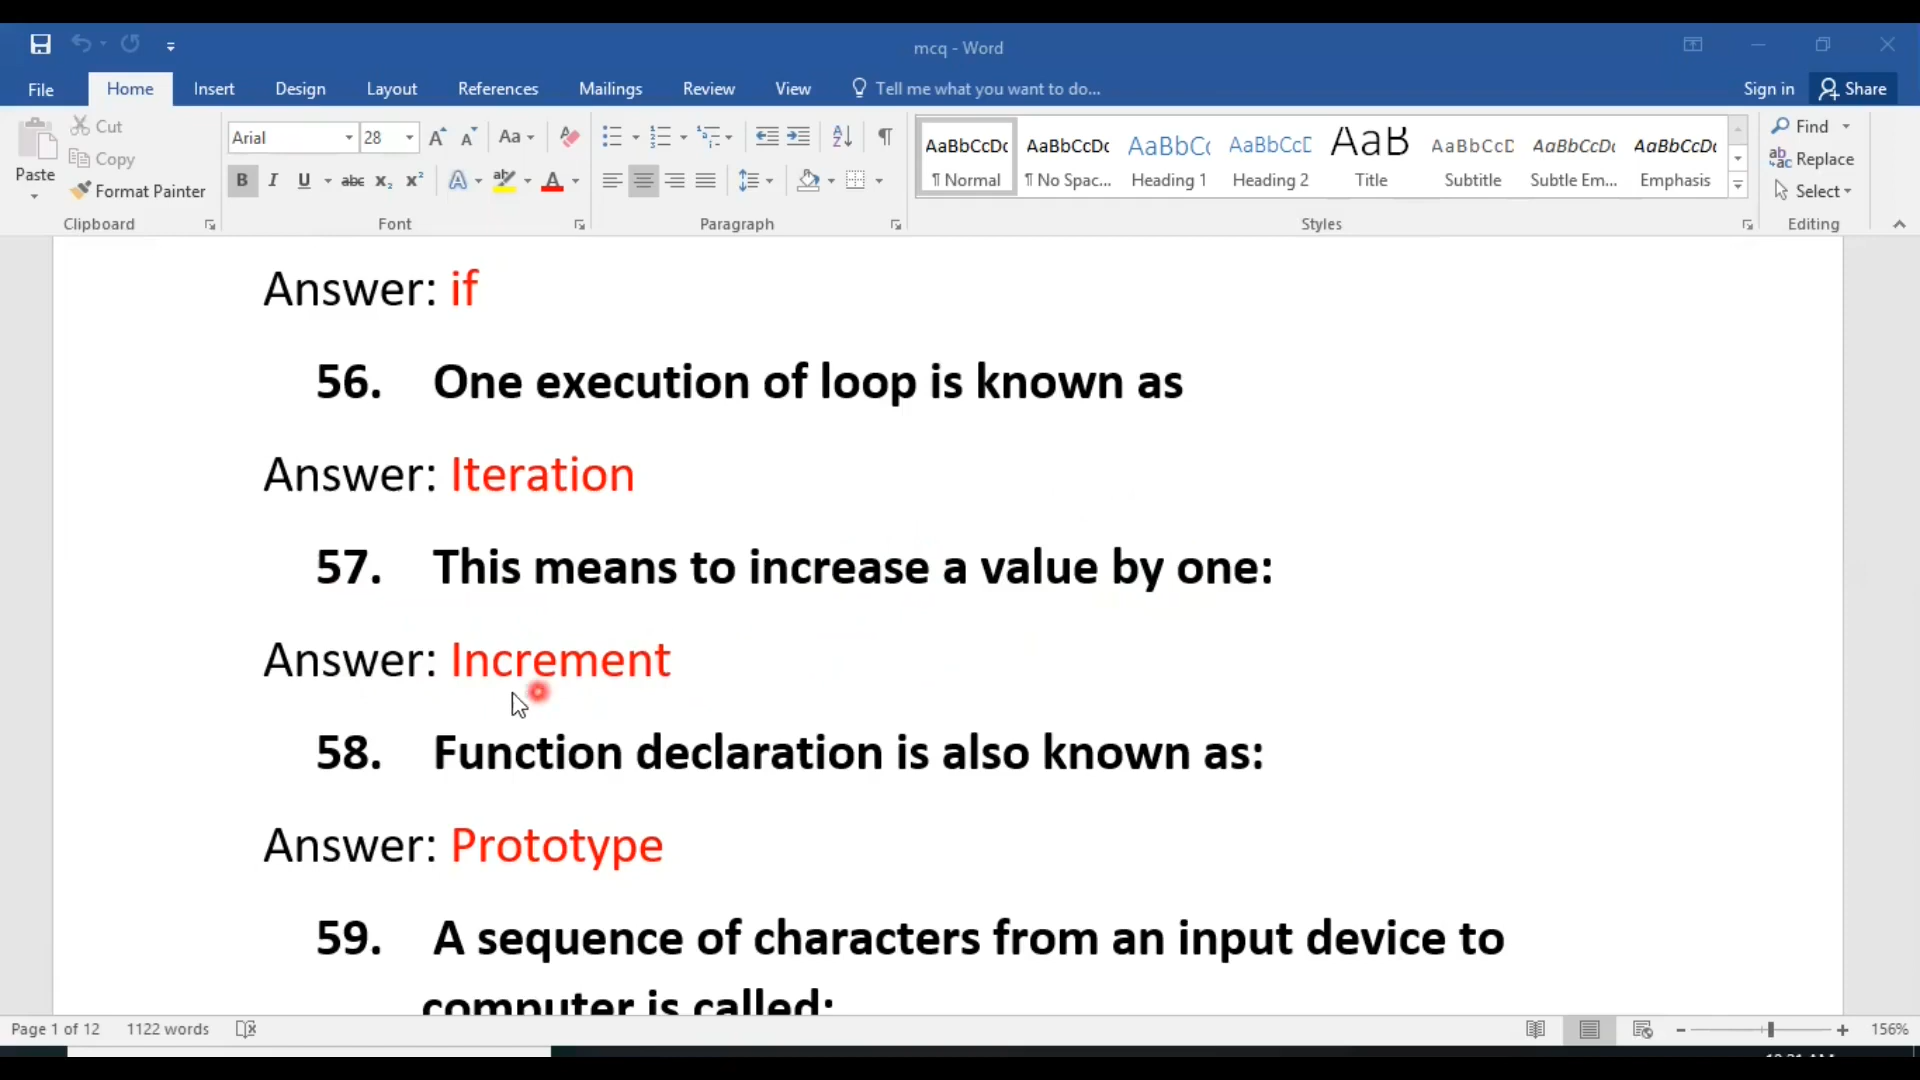 mcq - Word
File Home Insert Design Layout References Mailings Review View Tell me what you want to do... Sign in Share
Paste Cut
Copy
Format Painter
Clipboard
Arial 28
Font
Paragraph
AaBbCcDc AaBbCcDc AaBbC AaBbCcD AaB AaBbCcD AaBbCcDc AaBbCcDc
¶ Normal ¶ No Spac... Heading 1 Heading 2 Title Subtitle Subtle Em... Emphasis
Styles
Find
Replace
Select
Editing
Answer: if
56. One execution of loop is known as
Answer: Iteration
57. This means to increase a value by one:
Answer: Increment
58. Function declaration is also known as:
Answer: Prototype
59. A sequence of characters from an input device to
computer is called:
Page 1 of 12 1122 words 156%